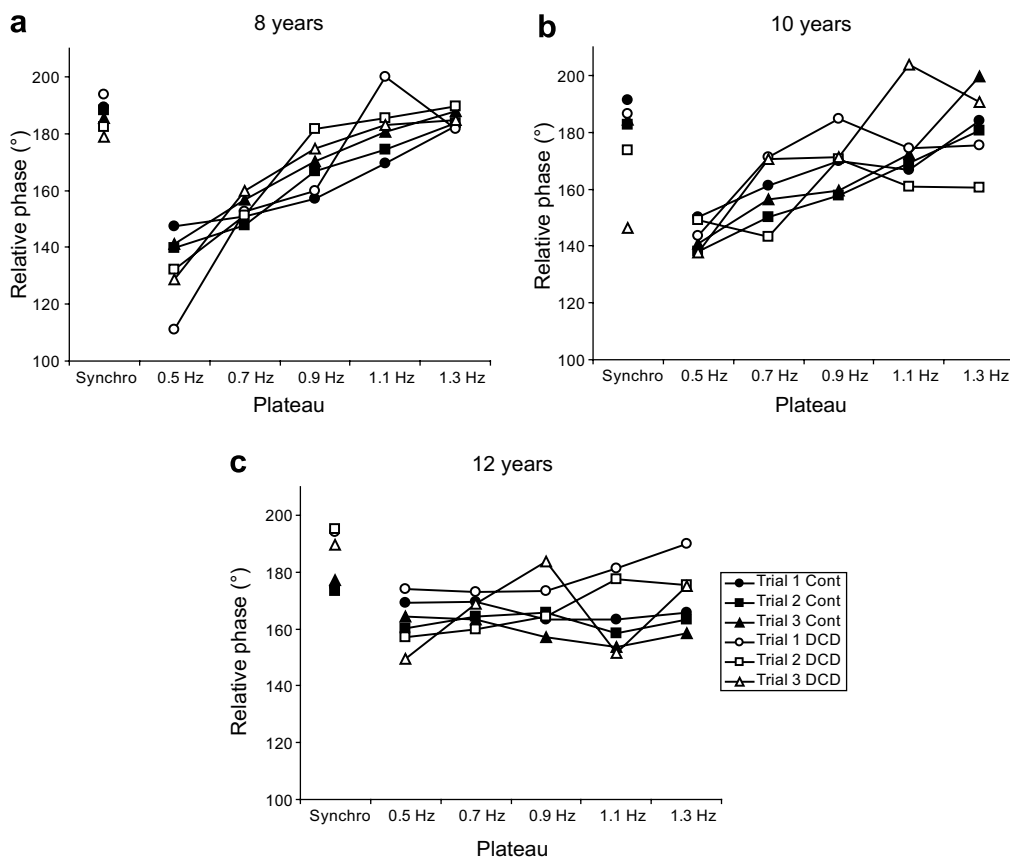 a
8 years
Relative phase (°)
200
180
160
140
120
100
Synchro 0.5 Hz 0.7 Hz 0.9 Hz 1.1 Hz 1.3 Hz
Plateau
b
10 years
Relative phase (°)
200
180
160
140
120
100
Synchro 0.5 Hz 0.7 Hz 0.9 Hz 1.1 Hz 1.3 Hz
Plateau
c
12 years
Relative phase (°)
200
180
160
140
120
100
Synchro 0.5 Hz 0.7 Hz 0.9 Hz 1.1 Hz 1.3 Hz
Plateau
Trial 1 Cont
Trial 2 Cont
Trial 3 Cont
Trial 1 DCD
Trial 2 DCD
Trial 3 DCD